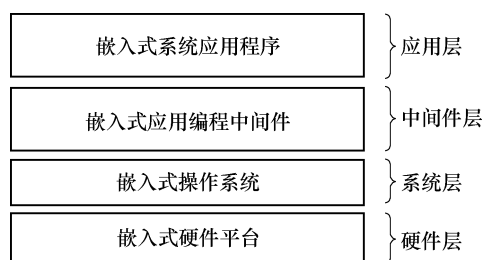 嵌入式系统应用程序
应用层
嵌入式应用编程中间件
中间件层
嵌入式操作系统
系统层
嵌入式硬件平台
硬件层